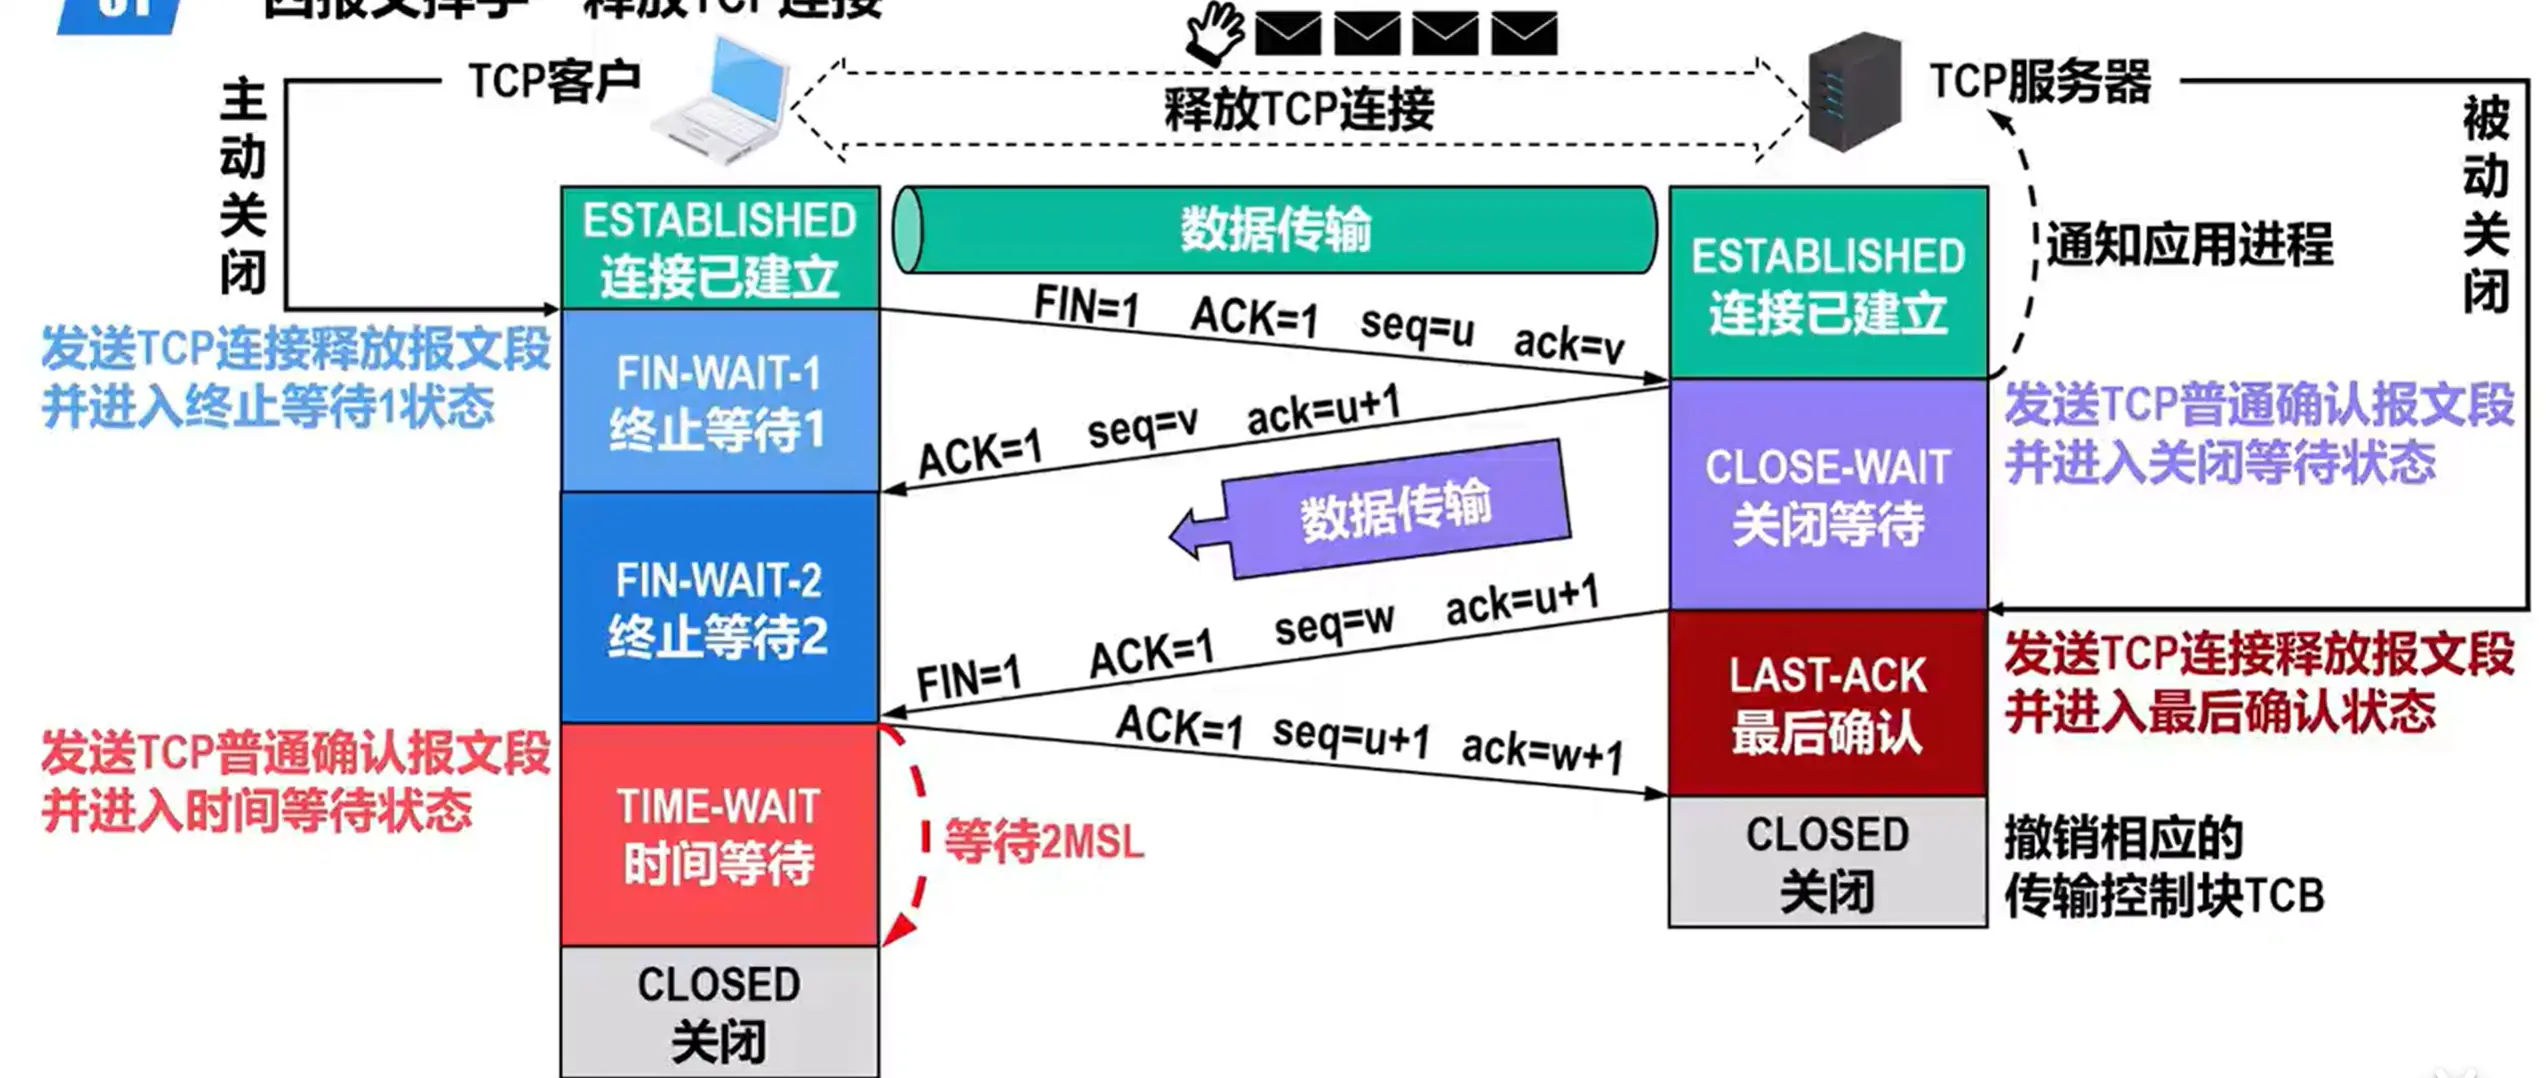 01
四报文挥手 释放TCP连接
TCP客户
释放TCP连接
TCP服务器
主动关闭
被动关闭
ESTABLISHED
连接已建立
数据传输
ESTABLISHED
连接已建立
通知应用进程
FIN=1 ACK=1 seq=u ack=v
发送TCP连接释放报文段
并进入终止等待1状态
FIN-WAIT-1
终止等待1
ACK=1 seq=v ack=u+1
CLOSE-WAIT
关闭等待
发送TCP普通确认报文段
并进入关闭等待状态
数据传输
FIN-WAIT-2
终止等待2
FIN=1 ACK=1 seq=w ack=u+1
LAST-ACK
最后确认
发送TCP连接释放报文段
并进入最后确认状态
ACK=1 seq=u+1 ack=w+1
发送TCP普通确认报文段
并进入时间等待状态
TIME-WAIT
时间等待
等待2MSL
CLOSED
关闭
撤销相应的
传输控制块TCB
CLOSED
关闭